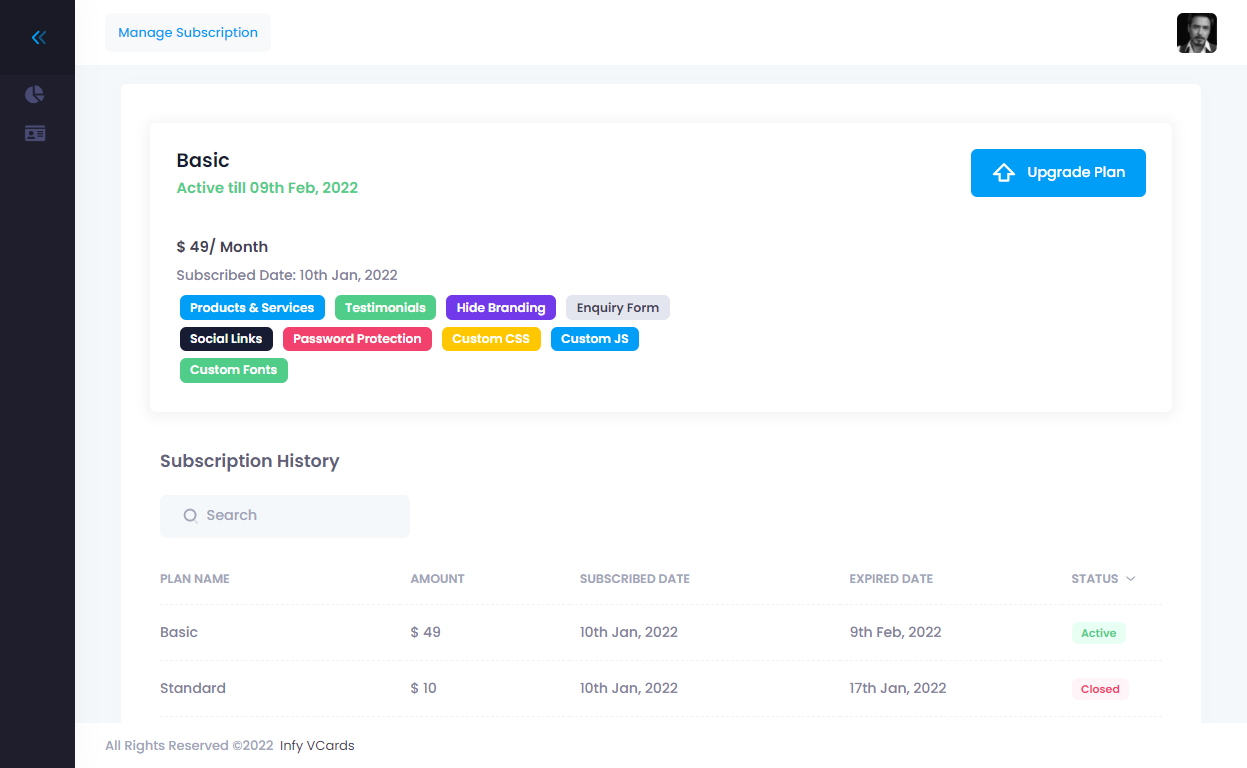 Manage Subscription
Basic
Upgrade Plan
Active till 09th Feb, 2022
$ 49/ Month
Subscribed Date: 10th Jan, 2022
Products & Services Testimonials Hide Branding Enquiry Form
Social Links Password Protection Custom CSS Custom JS
Custom Fonts
Subscription History
Search
PLAN NAME AMOUNT SUBSCRIBED DATE EXPIRED DATE STATUS
Basic $ 49 10th Jan, 2022 9th Feb, 2022 Active
Standard $ 10 10th Jan, 2022 17th Jan, 2022 Closed
All Rights Reserved ©2022 Infy VCards